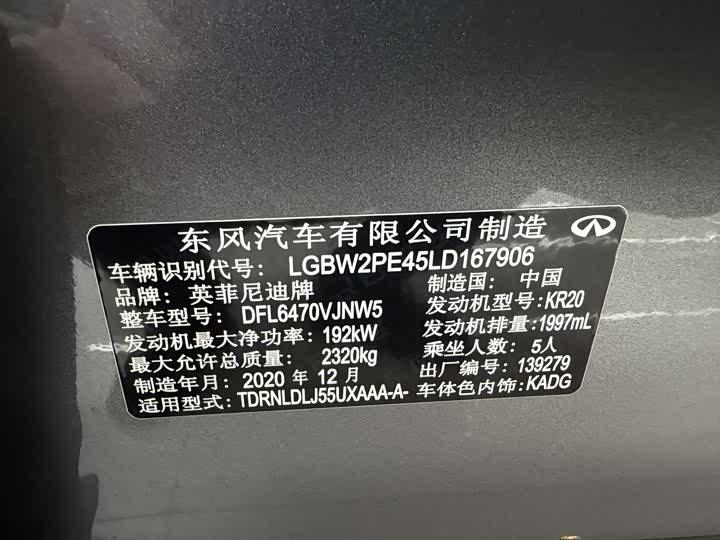 东风汽车有限公司制造
车辆识别代号: LGBW2PE45LD167906
品牌: 英菲尼迪牌 制造国: 中国
整车型号: DFL6470VJNW5 发动机型号: KR20
发动机最大净功率: 192kW 发动机排量: 1997mL
最大允许总质量: 2320kg 乘坐人数: 5人
制造年月: 2020 年 12 月 出厂编号: 139279
适用型式: TDRNLDLJ55UXAAA-A- 车体色内饰: KADG